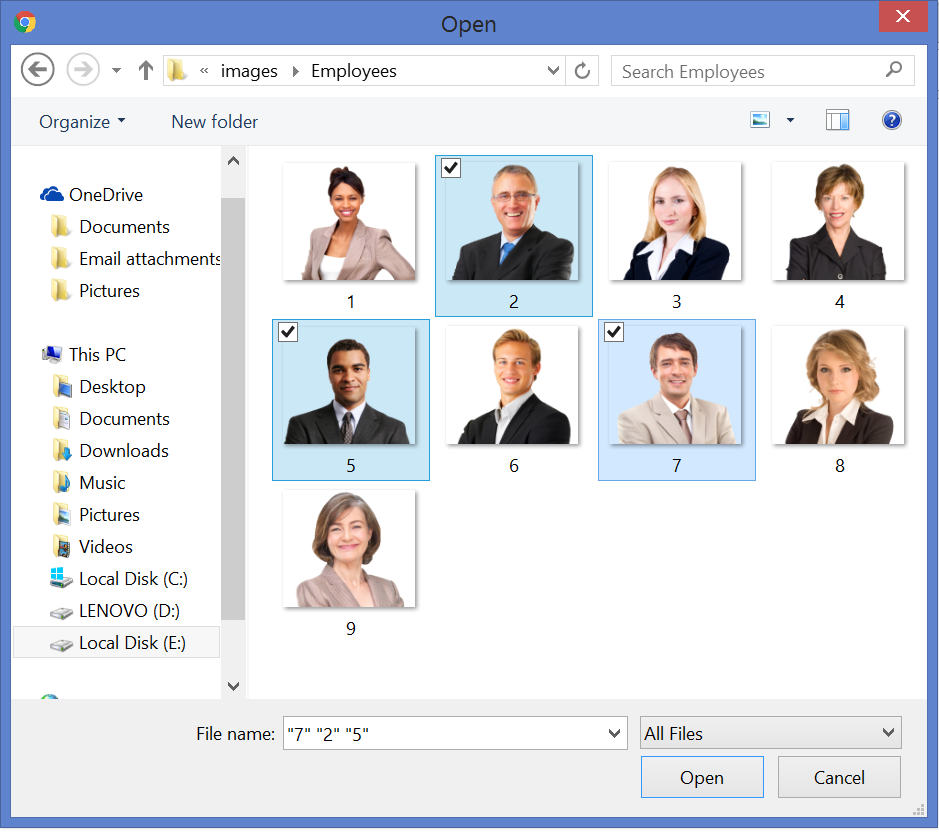 Open
« images Employees
Search Employees
Organize
New folder
OneDrive
Documents
Email attachments
Pictures
This PC
Desktop
Documents
Downloads
Music
Pictures
Videos
Local Disk (C:)
LENOVO (D:)
Local Disk (E:)
1
2
3
4
5
6
7
8
9
File name:
"7" "2" "5"
All Files
Open
Cancel